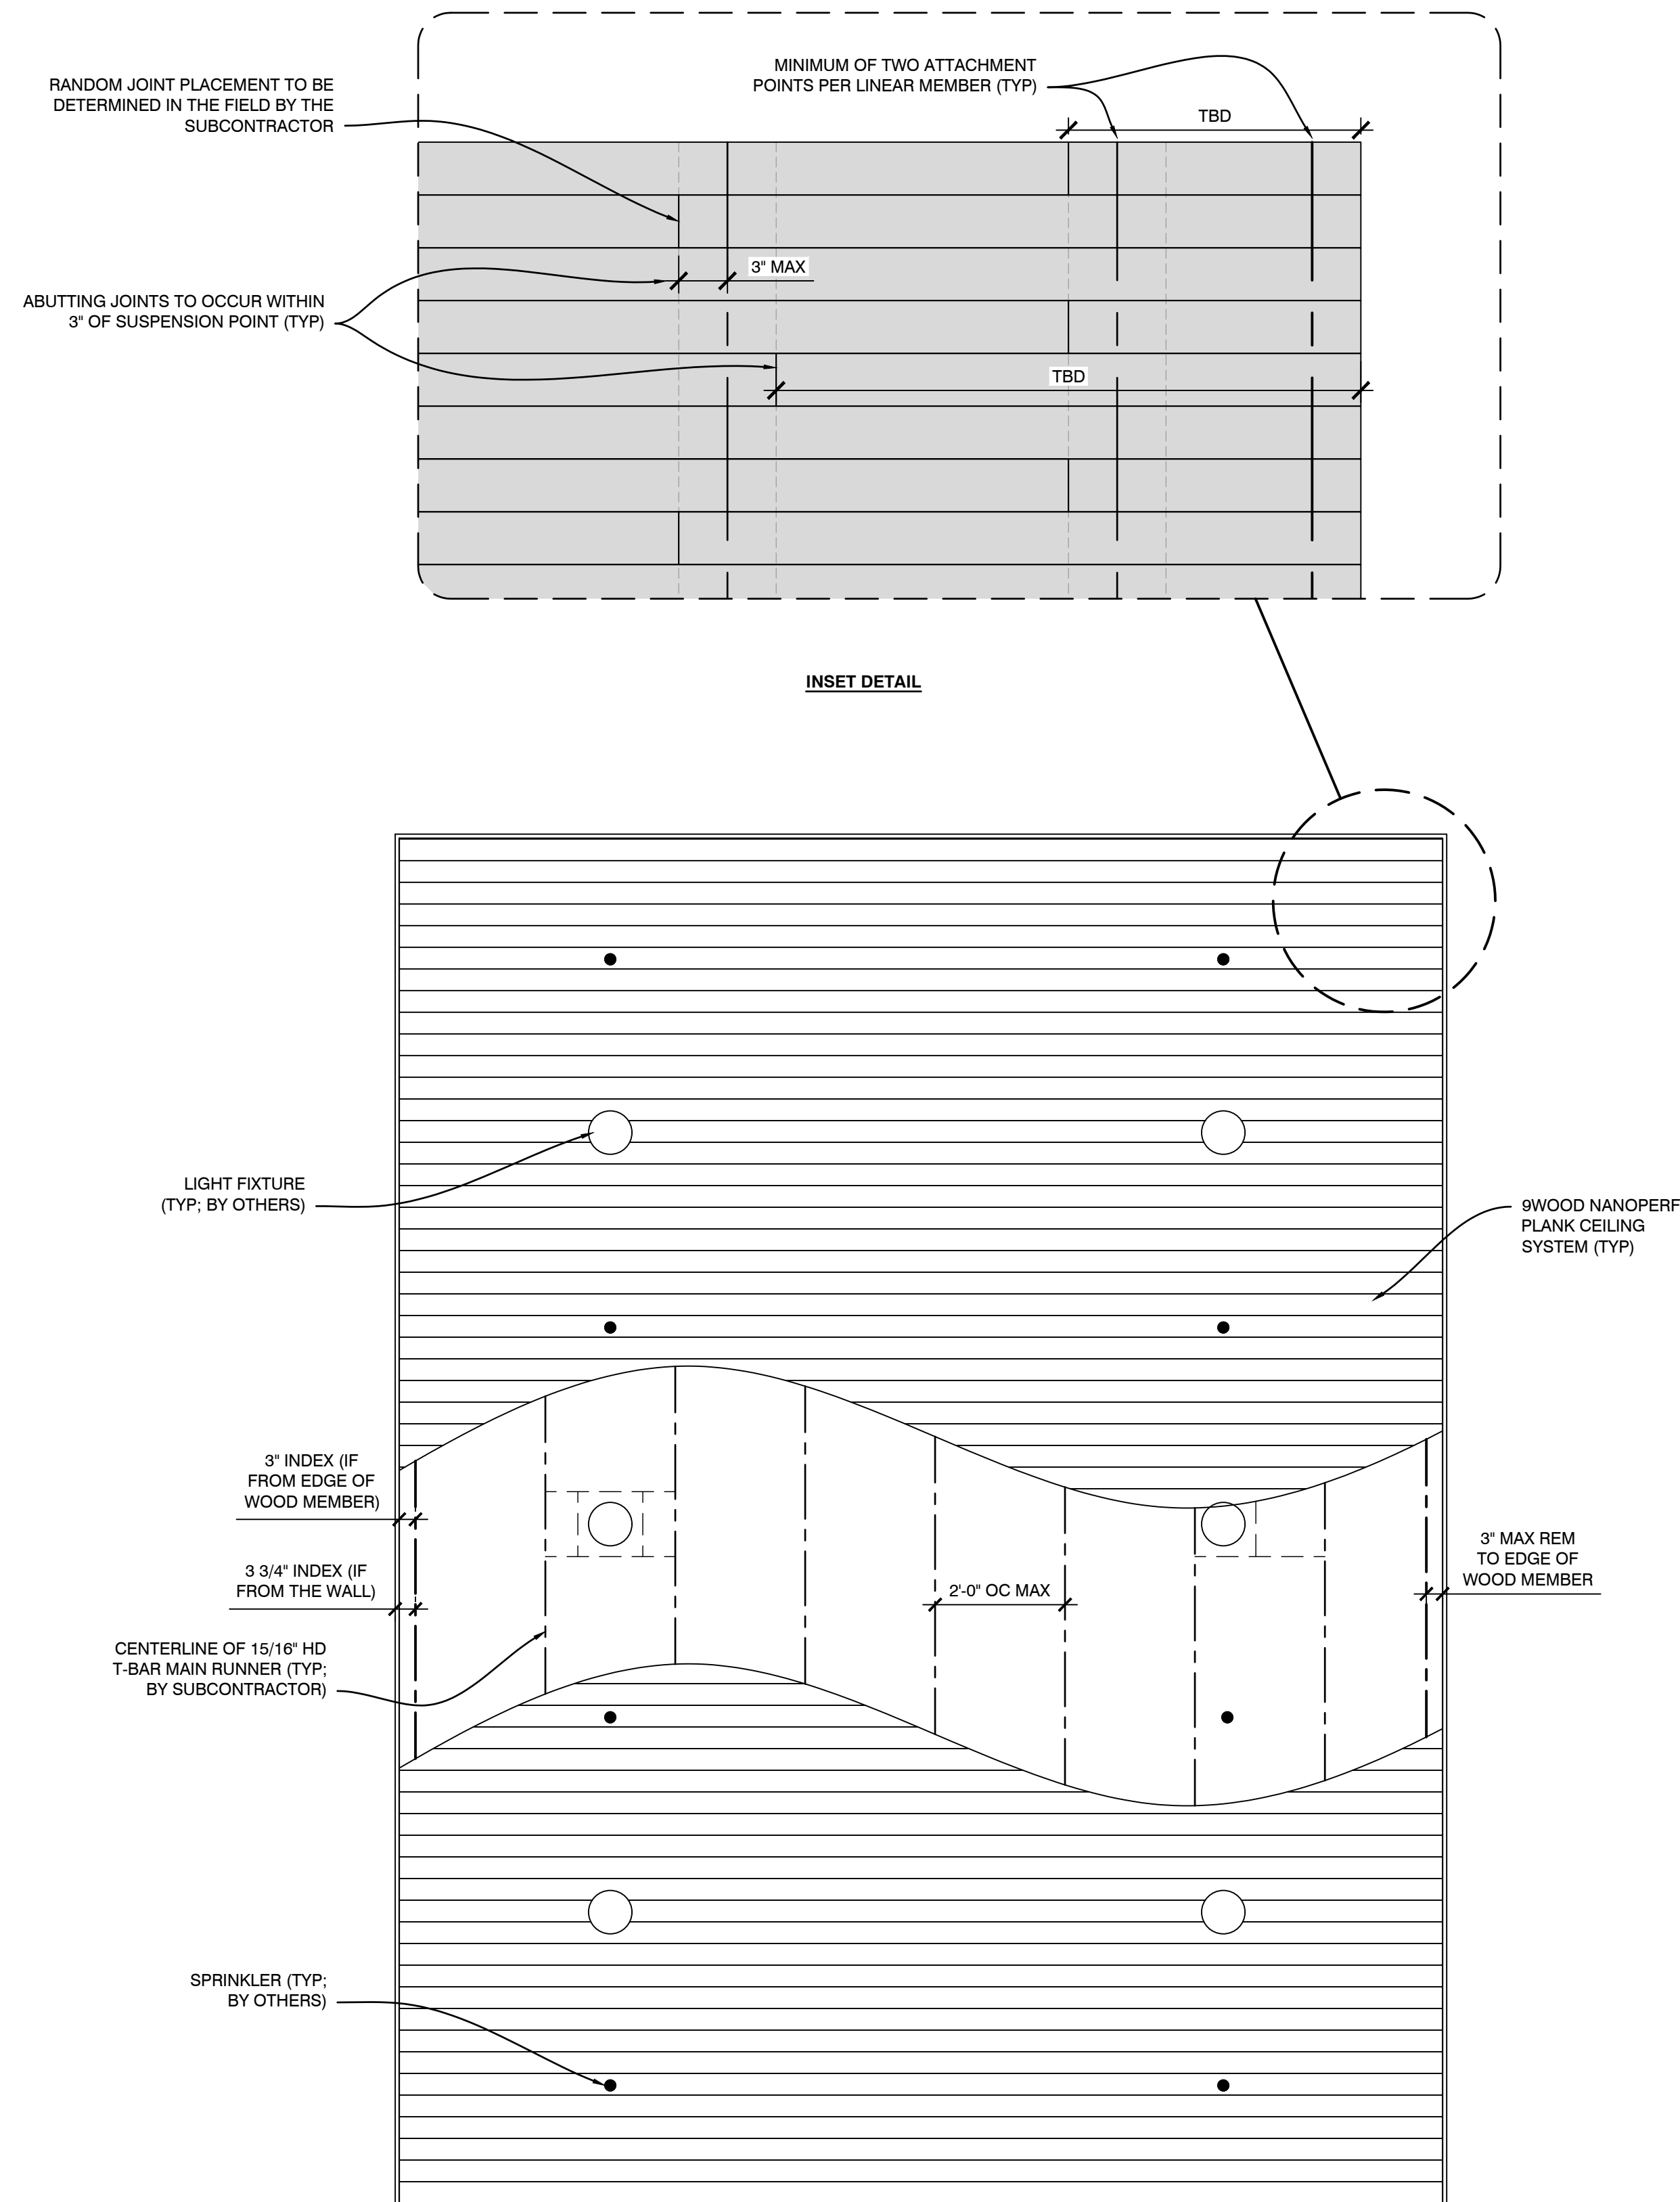 RANDOM JOINT PLACEMENT TO BE
DETERMINED IN THE FIELD BY THE
SUBCONTRACTOR
MINIMUM OF TWO ATTACHMENT
POINTS PER LINEAR MEMBER (TYP)
TBD
3" MAX
ABUTTING JOINTS TO OCCUR WITHIN
3" OF SUSPENSION POINT (TYP)
TBD
INSET DETAIL
LIGHT FIXTURE
(TYP; BY OTHERS)
9WOOD NANOPERF
PLANK CEILING
SYSTEM (TYP)
3" INDEX (IF
FROM EDGE OF
WOOD MEMBER)
3 3/4" INDEX (IF
FROM THE WALL)
2'-0" OC MAX
3" MAX REM
TO EDGE OF
WOOD MEMBER
CENTERLINE OF 15/16" HD
T-BAR MAIN RUNNER (TYP;
BY SUBCONTRACTOR)
SPRINKLER (TYP;
BY OTHERS)